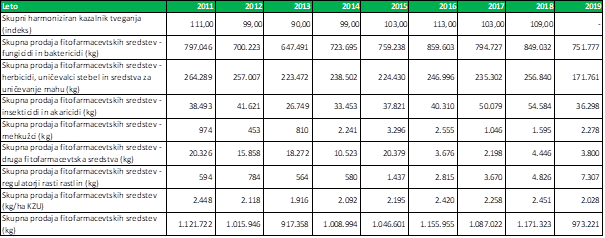 Leto 2011 2012 2013 2014 2015 2016 2017 2018 2019
Skupni harmoniziran kazalnik tveganja
(indeks) 111,00 99,00 90,00 99,00 103,00 113,00 103,00 109,00 -
Skupna prodaja fitofarmacevtskih sredstev -
fungicidi in baktericidi (kg) 797.046 700.223 647.491 723.695 759.238 859.603 794.727 849.032 751.777
Skupna prodaja fitofarmacevtskih sredstev -
herbicidi, uničevalci stebel in sredstva za
uničevanje mahu (kg) 264.289 257.007 223.472 238.502 224.430 246.996 235.302 256.840 171.761
Skupna prodaja fitofarmacevtskih sredstev -
insekticidi in akaricidi (kg) 38.493 41.621 26.749 33.453 37.821 40.310 50.079 54.584 36.298
Skupna prodaja fitofarmacevtskih sredstev -
mehkužci (kg) 974 453 810 2.241 3.296 2.555 1.046 1.595 2.278
Skupna prodaja fitofarmacevtskih sredstev -
druga fitofarmacevtska sredstva (kg) 20.326 15.858 18.272 10.523 20.379 3.676 2.198 4.446 3.800
Skupna prodaja fitofarmacevtskih sredstev -
regulatorji rasti rastlin (kg) 594 784 564 580 1.437 2.815 3.670 4.826 7.307
Skupna prodaja fitofarmacevtskih sredstev
(kg/ha KZU) 2.448 2.118 1.916 2.092 2.195 2.420 2.258 2.451 2.028
Skupna prodaja fitofarmacevtskih sredstev
(kg) 1.121.722 1.015.946 917.358 1.008.994 1.046.601 1.155.955 1.087.022 1.171.323 973.221